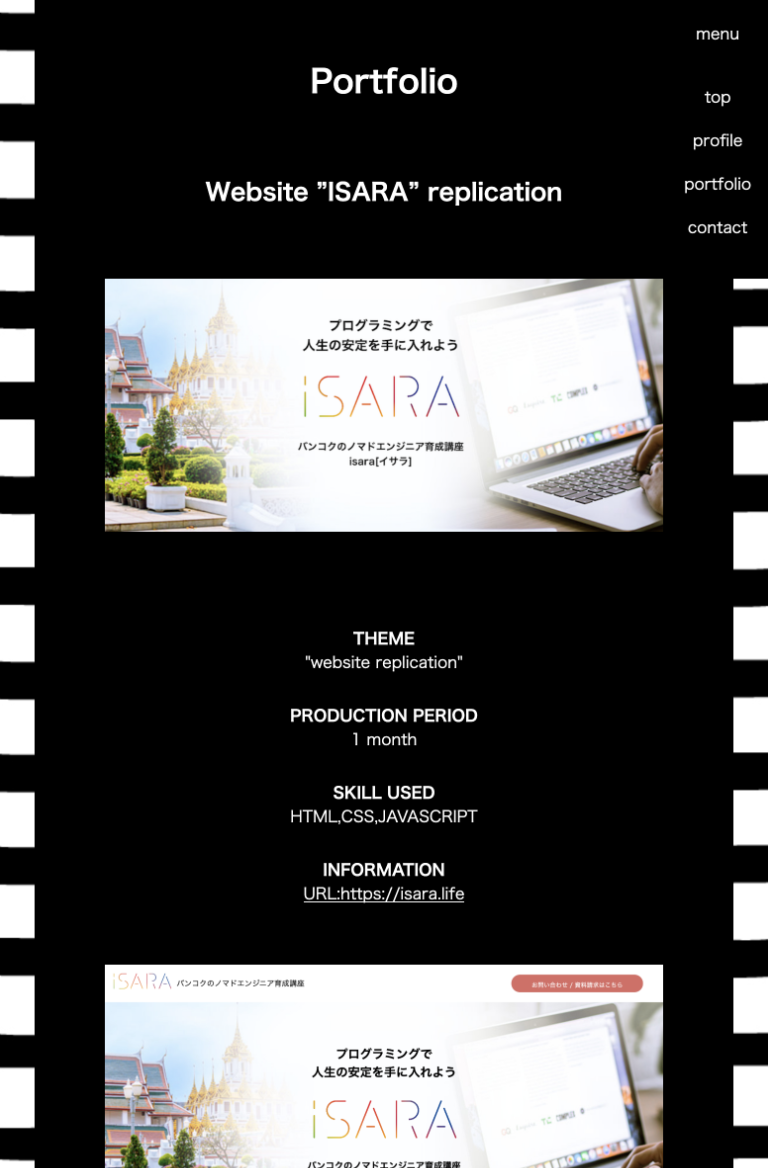 menu
Portfolio
top
profile
portfolio
contact
Website ”ISARA” replication
プログラミングで
人生の安定を手に入れよう
iSARA
バンコクのノマドエンジニア育成講座
isara[イサラ]
THEME
"website replication"
PRODUCTION PERIOD
1 month
SKILL USED
HTML,CSS,JAVASCRIPT
INFORMATION
URL:https://isara.life
iSARA バンコクのノマドエンジニア育成講座
お問い合わせ / 資料請求はこちら
プログラミングで
人生の安定を手に入れよう
iSARA
バンコクのノマドエンジニア育成講座